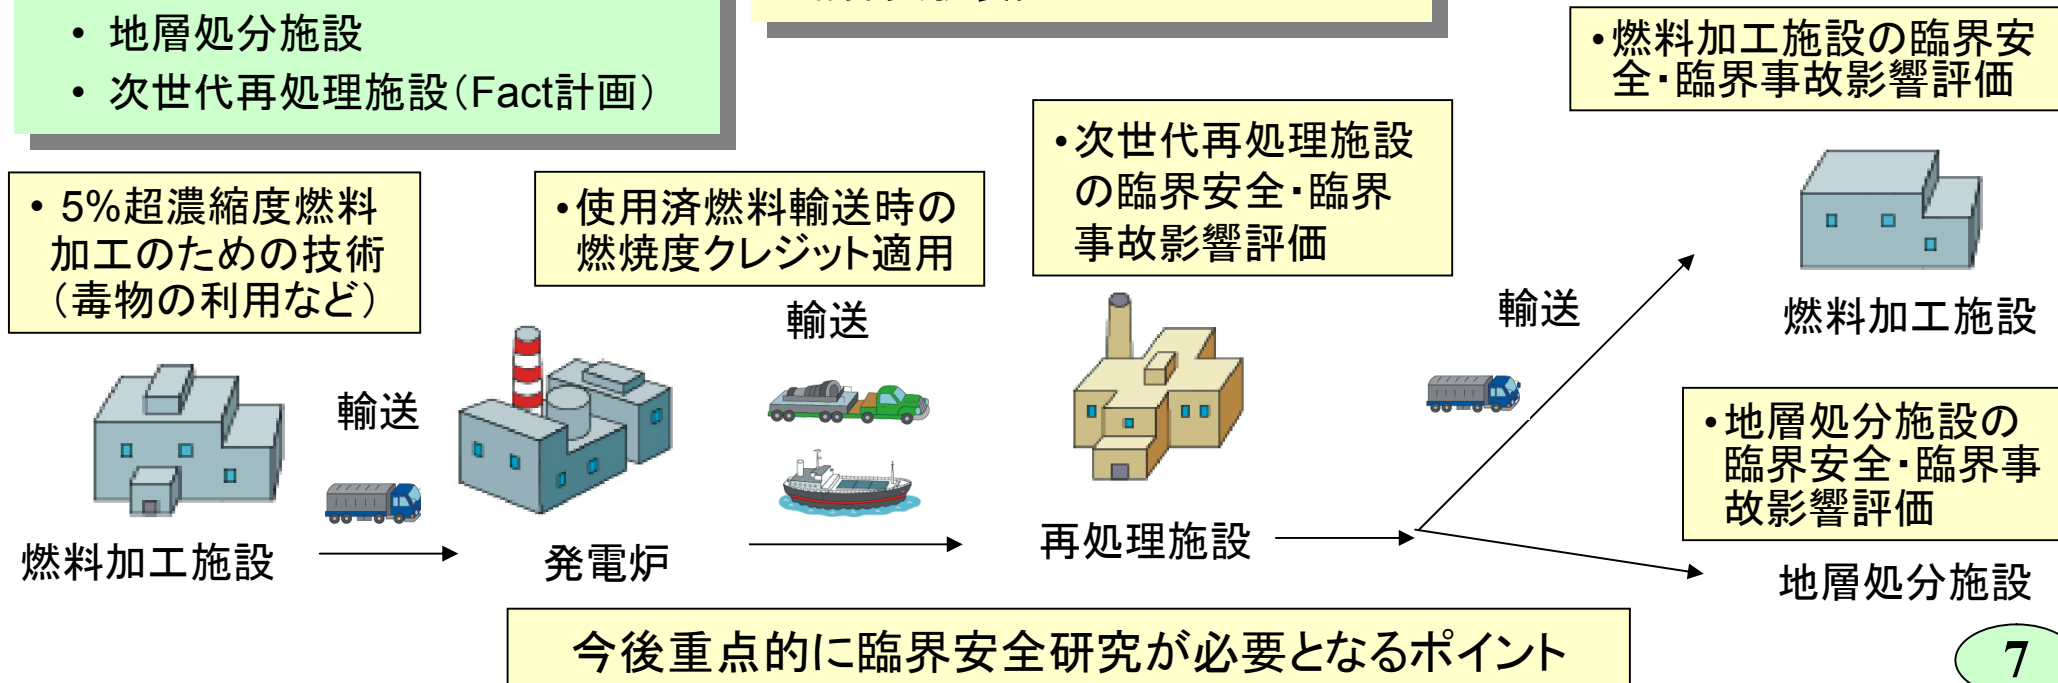 • 地層処分施設
• 次世代再処理施設（Fact計画）
•燃料加工施設の臨界安
全・臨界事故影響評価
•次世代再処理施設
の臨界安全・臨界
事故影響評価
• 5%超濃縮度燃料
加工のための技術
（毒物の利用など）
•使用済燃料輸送時の
燃焼度クレジット適用
輸送
輸送
燃料加工施設
輸送
•地層処分施設の
臨界安全・臨界事
故影響評価
燃料加工施設
発電炉
再処理施設
地層処分施設
今後重点的に臨界安全研究が必要となるポイント
7